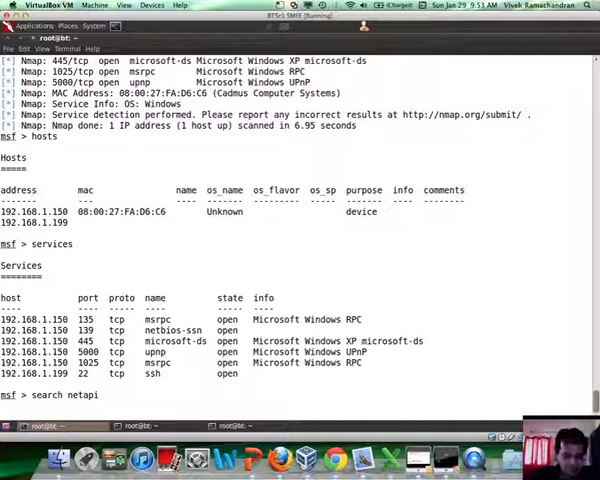 VirtualBox VM Machine View Devices Help (Charged) Sun Jan 29 9:53 AM Vivek Ramachandran
BT5r1 SMFE [Running]
Applications Places System
root@bt: ~
File Edit View Terminal Help
[*] Nmap: 445/tcp open microsoft-ds Microsoft Windows XP microsoft-ds
[*] Nmap: 1025/tcp open msrpc Microsoft Windows RPC
[*] Nmap: 5000/tcp open upnp Microsoft Windows UPnP
[*] Nmap: MAC Address: 08:00:27:FA:D6:C6 (Cadmus Computer Systems)
[*] Nmap: Service Info: OS: Windows
[*] Nmap: Service detection performed. Please report any incorrect results at http://nmap.org/submit/ .
[*] Nmap: Nmap done: 1 IP address (1 host up) scanned in 6.95 seconds
msf > hosts
Hosts
=====
address mac name os_name os_flavor os_sp purpose info comments
------- --- ---- ------- --------- ----- ------- ---- --------
192.168.1.150 08:00:27:FA:D6:C6 Unknown device
192.168.1.199
msf > services
Services
========
host port proto name state info
---- ---- ----- ---- ----- ----
192.168.1.150 135 tcp msrpc open Microsoft Windows RPC
192.168.1.150 139 tcp netbios-ssn open
192.168.1.150 445 tcp microsoft-ds open Microsoft Windows XP microsoft-ds
192.168.1.150 5000 tcp upnp open Microsoft Windows UPnP
192.168.1.150 1025 tcp msrpc open Microsoft Windows RPC
192.168.1.199 22 tcp ssh open
msf > search netapi
root@bt: ~ root@bt: ~ root@bt: ~